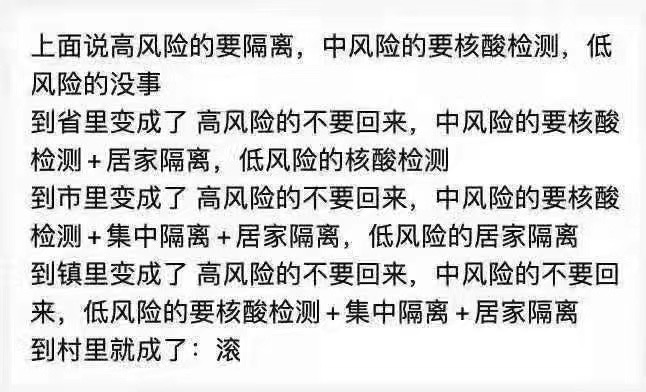 上面说高风险的要隔离，中风险的要核酸检测，低
风险的没事
到省里变成了 高风险的不要回来，中风险的要核酸
检测+居家隔离，低风险的核酸检测
到市里变成了 高风险的不要回来，中风险的要核酸
检测+集中隔离+居家隔离，低风险的居家隔离
到镇里变成了 高风险的不要回来，中风险的不要回
来，低风险的要核酸检测+集中隔离+居家隔离
到村里就成了：滚